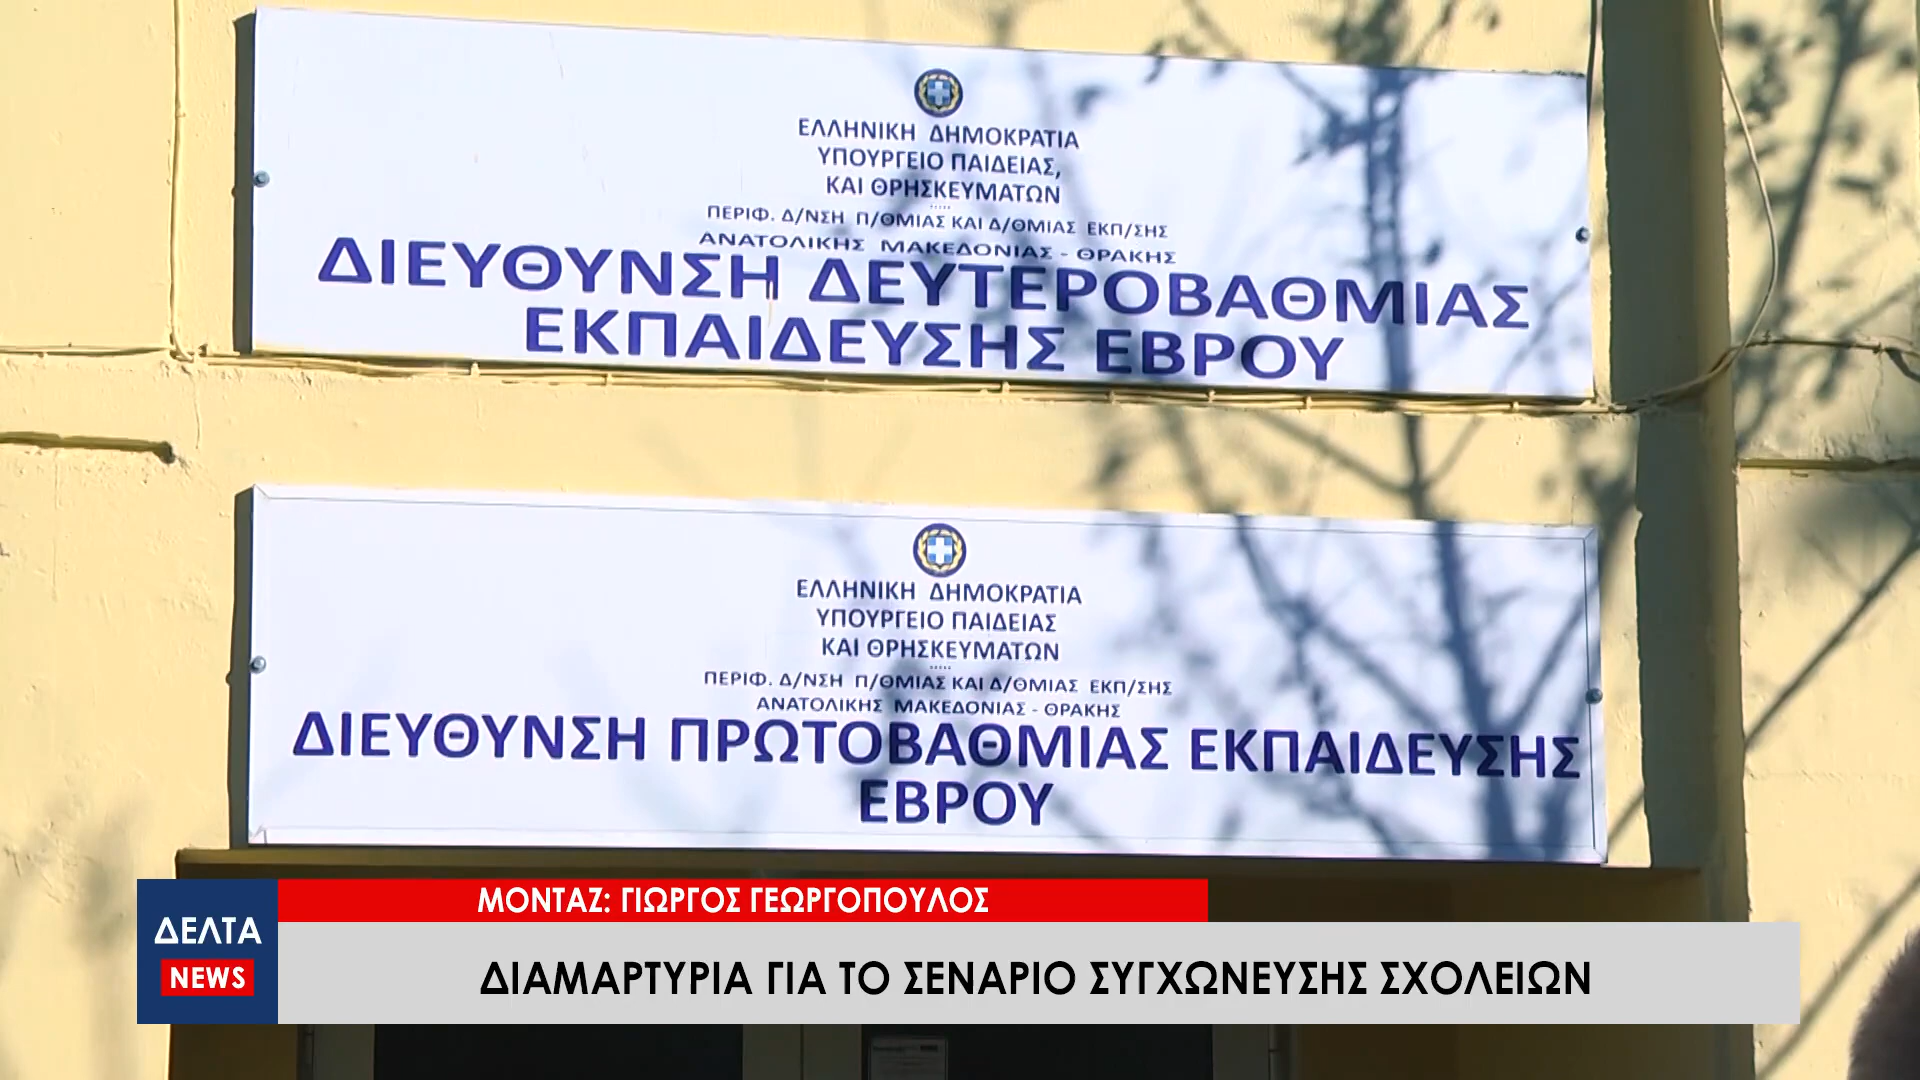 ΕΛΛΗΝΙΚΗ ΔΗΜΟΚΡΑΤΙΑ
ΥΠΟΥΡΓΕΙΟ ΠΑΙΔΕΙΑΣ,
ΚΑΙ ΘΡΗΣΚΕΥΜΑΤΩΝ
.....
ΠΕΡΙΦ. Δ/ΝΣΗ Π/ΘΜΙΑΣ ΚΑΙ Δ/ΘΜΙΑΣ ΕΚΠ/ΣΗΣ
ΑΝΑΤΟΛΙΚΗΣ ΜΑΚΕΔΟΝΙΑΣ - ΘΡΑΚΗΣ
ΔΙΕΥΘΥΝΣΗ ΔΕΥΤΕΡΟΒΑΘΜΙΑΣ
ΕΚΠΑΙΔΕΥΣΗΣ ΕΒΡΟΥ
ΕΛΛΗΝΙΚΗ ΔΗΜΟΚΡΑΤΙΑ
ΥΠΟΥΡΓΕΙΟ ΠΑΙΔΕΙΑΣ
ΚΑΙ ΘΡΗΣΚΕΥΜΑΤΩΝ
.....
ΠΕΡΙΦ. Δ/ΝΣΗ Π/ΘΜΙΑΣ ΚΑΙ Δ/ΘΜΙΑΣ ΕΚΠ/ΣΗΣ
ΑΝΑΤΟΛΙΚΗΣ ΜΑΚΕΔΟΝΙΑΣ - ΘΡΑΚΗΣ
ΔΙΕΥΘΥΝΣΗ ΠΡΩΤΟΒΑΘΜΙΑΣ ΕΚΠΑΙΔΕΥΣΗΣ
ΕΒΡΟΥ
ΜΟΝΤΑΖ: ΓΙΩΡΓΟΣ ΓΕΩΡΓΟΠΟΥΛΟΣ
ΔΕΛΤΑ
NEWS
ΔΙΑΜΑΡΤΥΡΙΑ ΓΙΑ ΤΟ ΣΕΝΑΡΙΟ ΣΥΓΧΩΝΕΥΣΗΣ ΣΧΟΛΕΙΩΝ